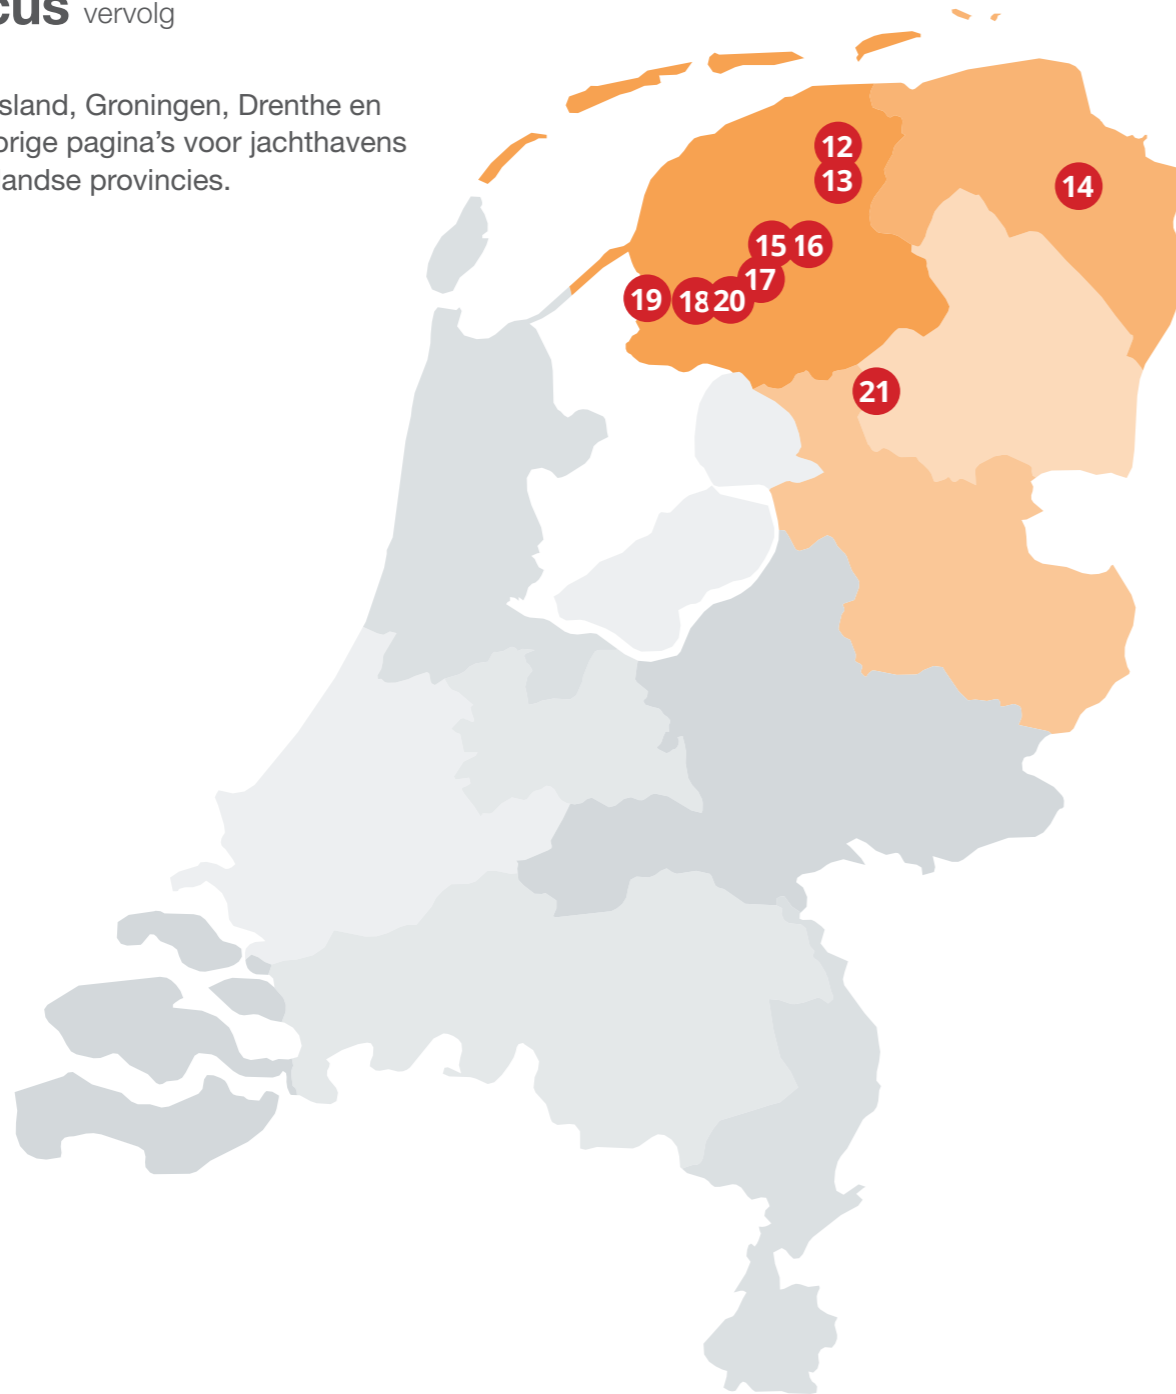 cus vervolg
sland, Groningen, Drenthe en
orige pagina's voor jachthavens
landse provincies.
12
13
14
15 16
17
19 18 20
21